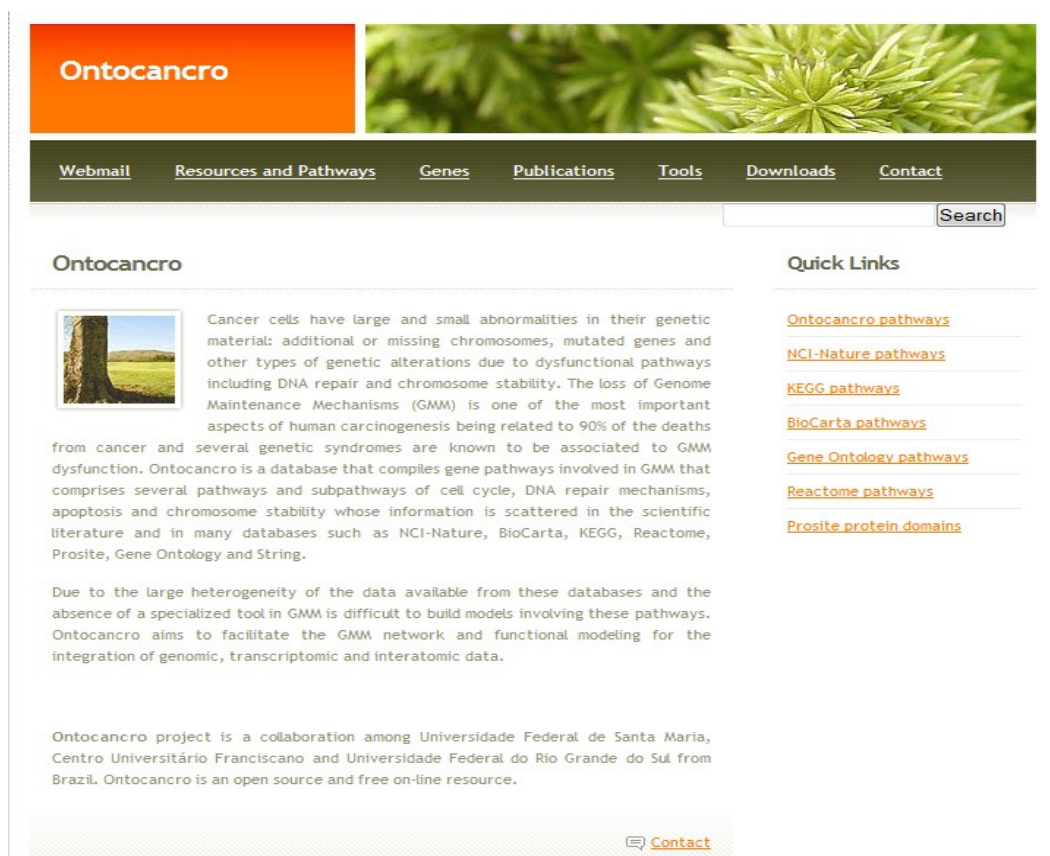 Ontocancro
Webmail Resources and Pathways Genes Publications Tools Downloads Contact
Search
Ontocancro
Cancer cells have large and small abnormalities in their genetic
material: additional or missing chromosomes, mutated genes and
other types of genetic alterations due to dysfunctional pathways
including DNA repair and chromosome stability. The loss of Genome
Maintenance Mechanisms (GMM) is one of the most important
aspects of human carcinogenesis being related to 90% of the deaths
from cancer and several genetic syndromes are known to be associated to GMM
dysfunction. Ontocancro is a database that compiles gene pathways involved in GMM that
comprises several pathways and subpathways of cell cycle, DNA repair mechanisms,
apoptosis and chromosome stability whose information is scattered in the scientific
literature and in many databases such as NCI-Nature, BioCarta, KEGG, Reactome,
Prosite, Gene Ontology and String.
Due to the large heterogeneity of the data available from these databases and the
absence of a specialized tool in GMM is difficult to build models involving these pathways.
Ontocancro aims to facilitate the GMM network and functional modeling for the
integration of genomic, transcriptomic and interatomic data.
Ontocancro project is a collaboration among Universidade Federal de Santa Maria,
Centro Universitário Franciscano and Universidade Federal do Rio Grande do Sul from
Brazil. Ontocancro is an open source and free on-line resource.
Contact
Quick Links
Ontocancro pathways
NCI-Nature pathways
KEGG pathways
BioCarta pathways
Gene Ontology pathways
Reactome pathways
Prosite protein domains